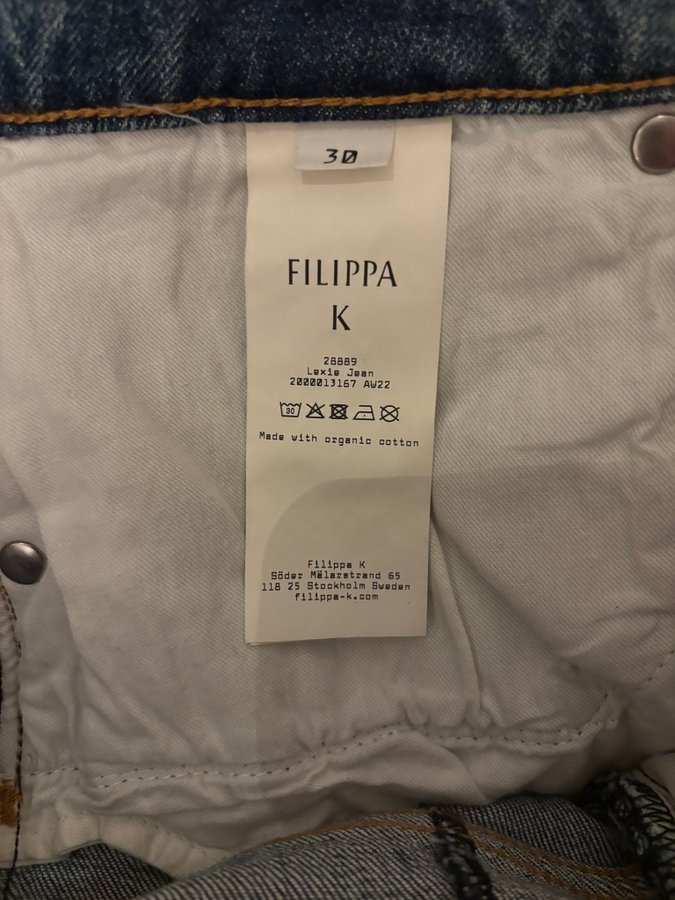 30
FILIPPA
K
28889
Lexie Jean
2000013167 AW22
30
Made with organic cotton
Filippa K
Söder Mälarstrand 65
118 25 Stockholm Sweden
filippa-k.com